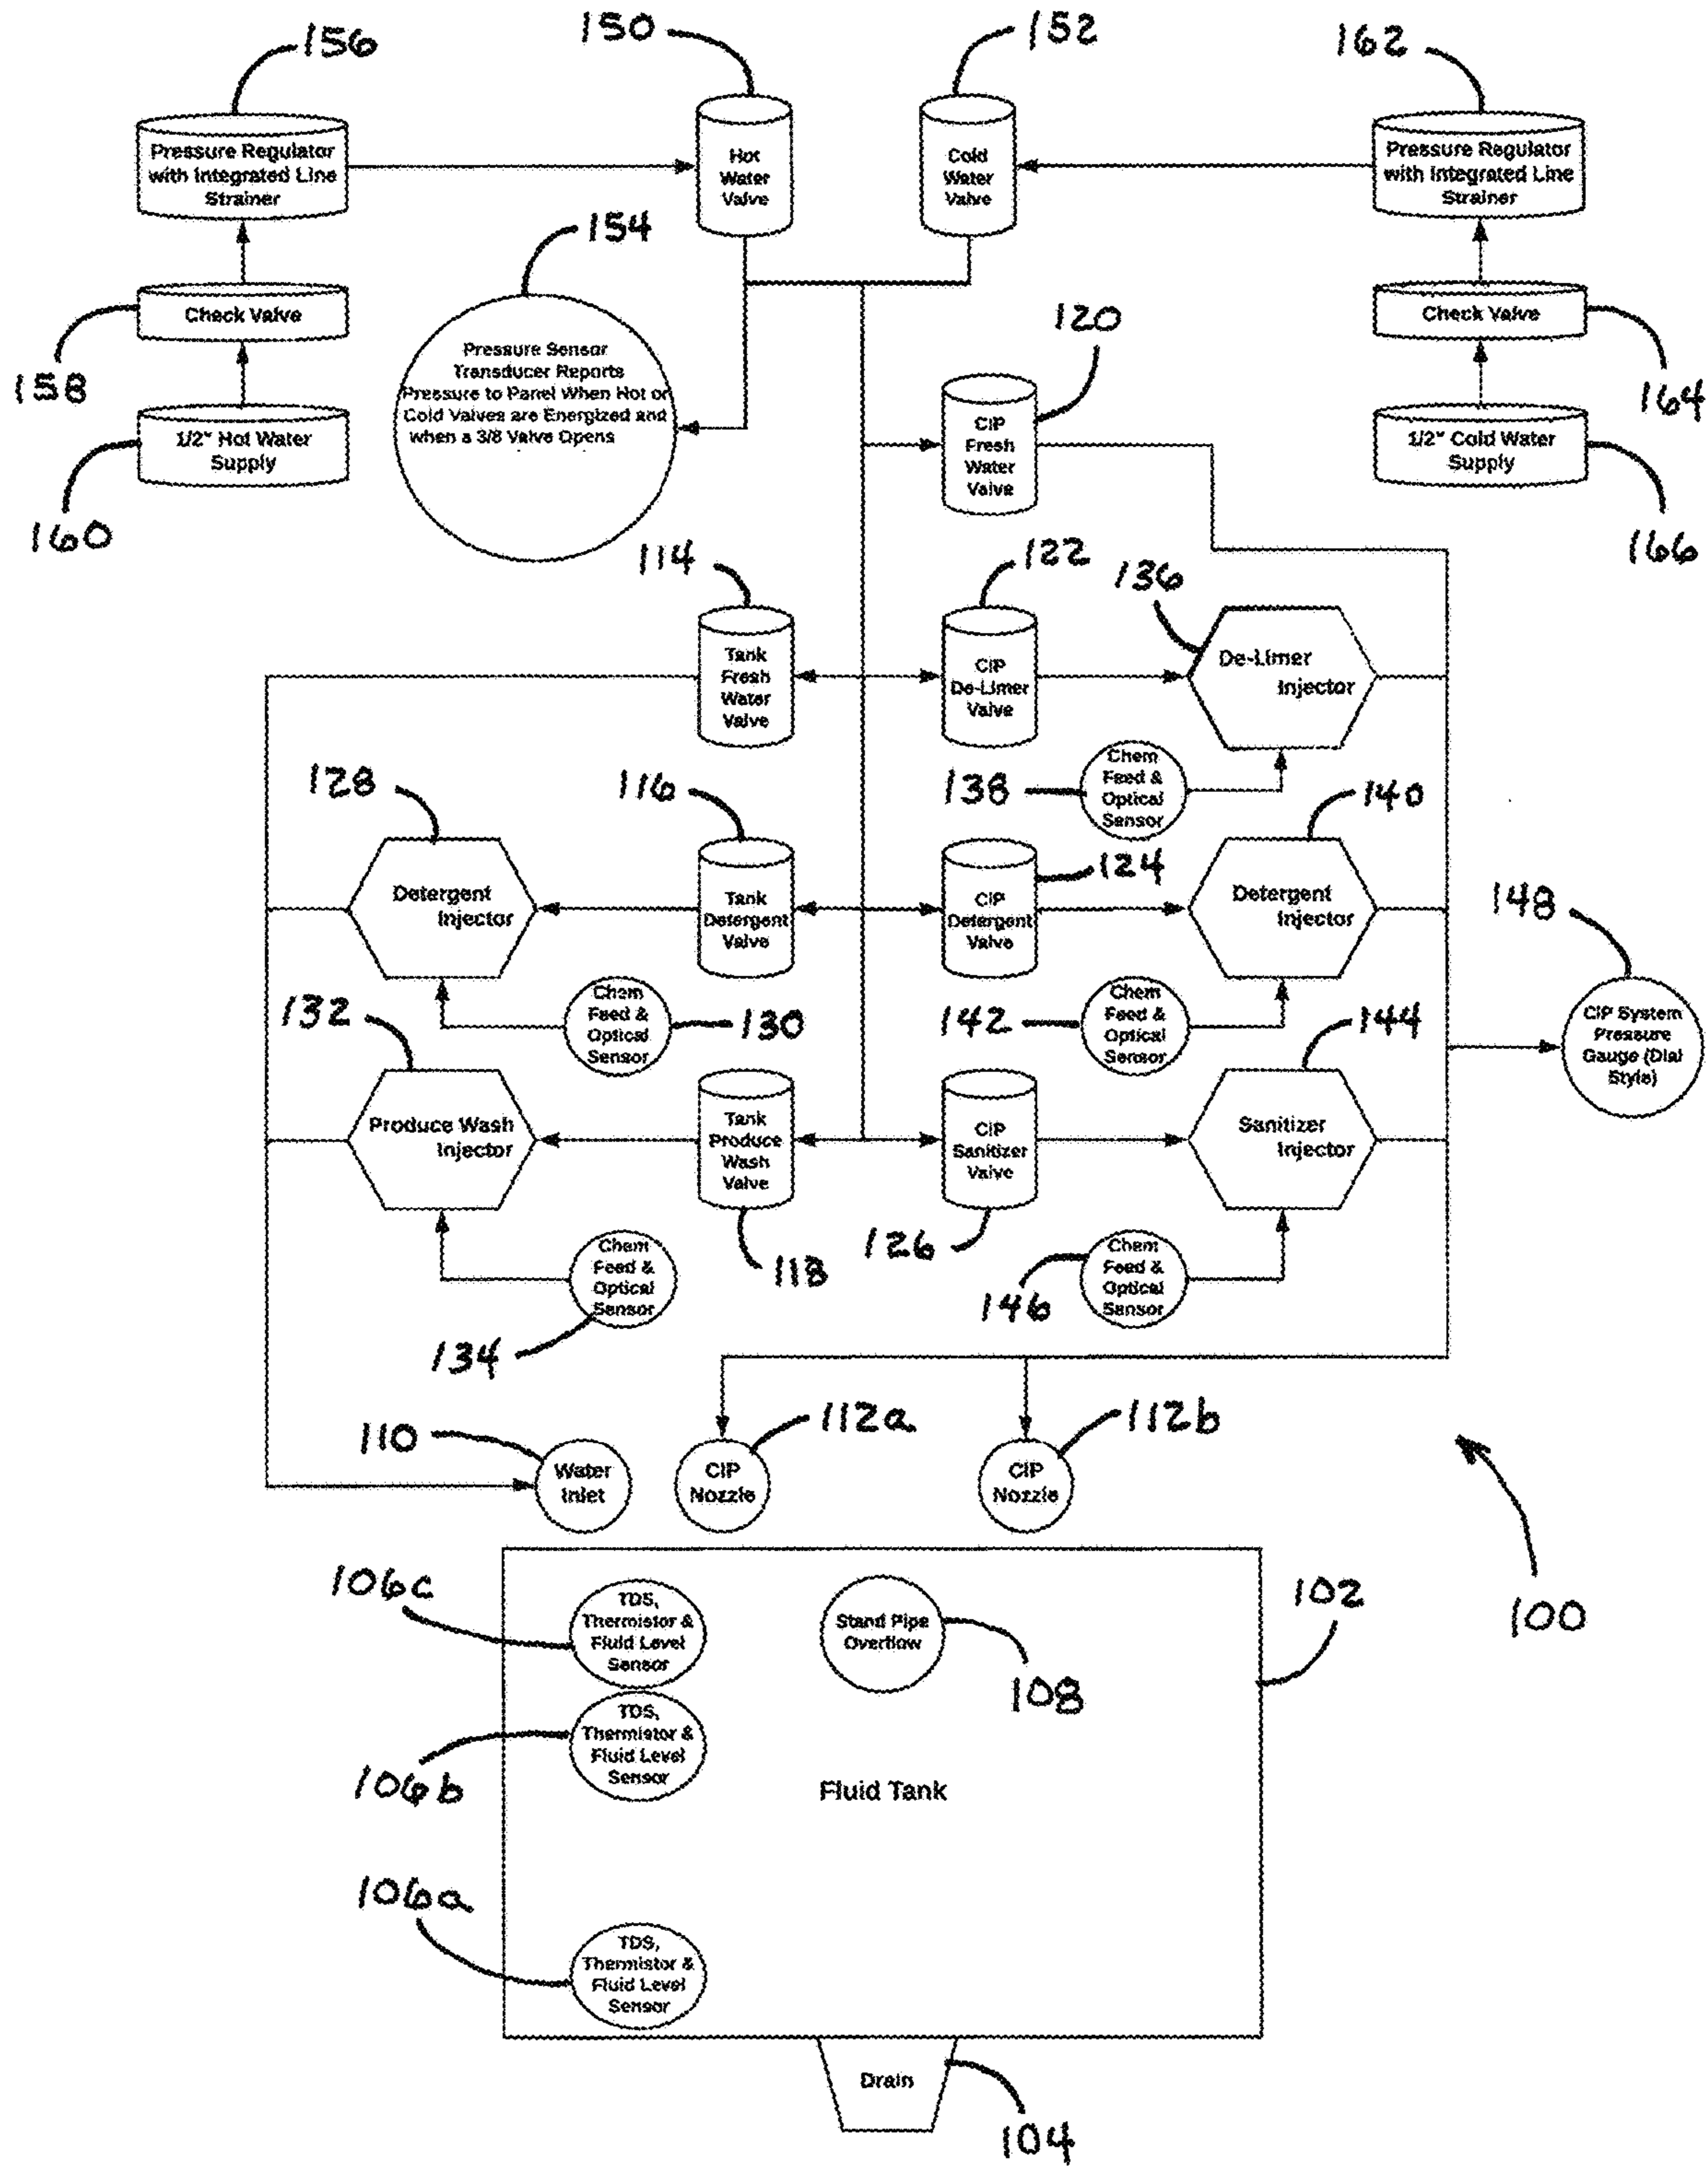 156
150
152
162
Pressure Regulator
with Integrated Line
Strainer
Hot
Water
Valve
Cold
Water
Valve
Pressure Regulator
with Integrated Line
Strainer
154
158
Check Valve
Pressure Sensor
Transducer Reports
Pressure to Panel When Hot or
Cold Valves are Energized and
when a 3/8 Valve Opens
120
Check Valve
164
160
1/2" Hot Water
Supply
CIP
Fresh
Water
Valve
1/2" Cold Water
Supply
166
114
122
136
Tank
Fresh
Water
Valve
CIP
De-Limer
Valve
De-Limer
Injector
138
Chem
Feed &
Optical
Sensor
128
116
124
140
148
Detergent
Injector
Tank
Detergent
Valve
CIP
Detergent
Valve
Detergent
Injector
132
Chem
Feed &
Optical
Sensor
130
142
Chem
Feed &
Optical
Sensor
144
CIP System
Pressure
Gauge (Dial
Style)
Produce Wash
Injector
Tank
Produce
Wash
Valve
CIP
Sanitizer
Valve
Sanitizer
Injector
134
Chem
Feed &
Optical
Sensor
118
126
146
Chem
Feed &
Optical
Sensor
110
Water
Inlet
112a
CIP
Nozzle
112b
CIP
Nozzle
100
106c
TDS,
Thermistor &
Fluid Level
Sensor
Stand Pipe
Overflow
108
102
106b
TDS,
Thermistor &
Fluid Level
Sensor
Fluid Tank
106a
TDS,
Thermistor &
Fluid Level
Sensor
Drain
104